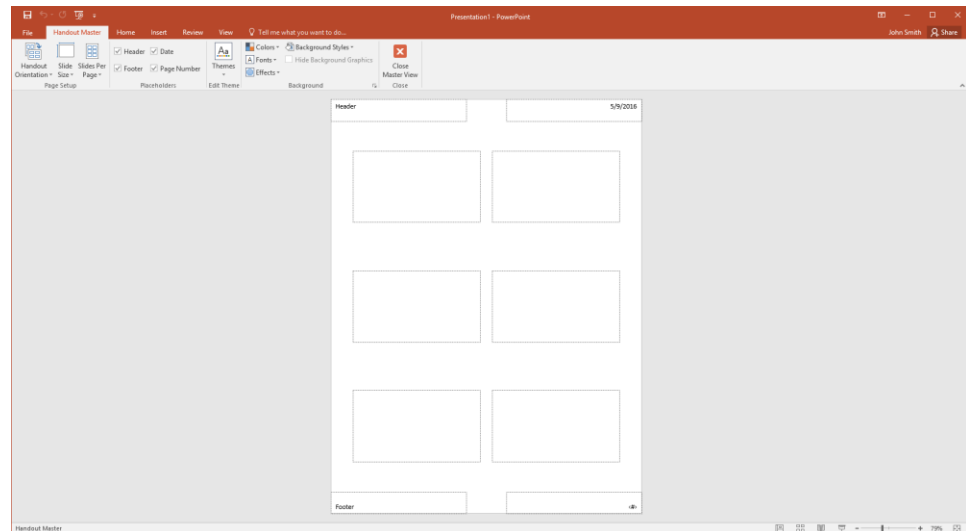 Presentation1 - PowerPoint
File Handout Master Home Insert Review View Tell me what you want to do... John Smith Share
Handout Orientation
Slide Size
Slides Per Page
Page Setup
Header Date
Footer Page Number
Placeholders
Aa
Themes
Edit Theme
Colors Background Styles
Fonts Hide Background Graphics
Effects
Background
Close Master View
Close
Header 5/9/2016
Footer ‹#›
Handout Master 79%